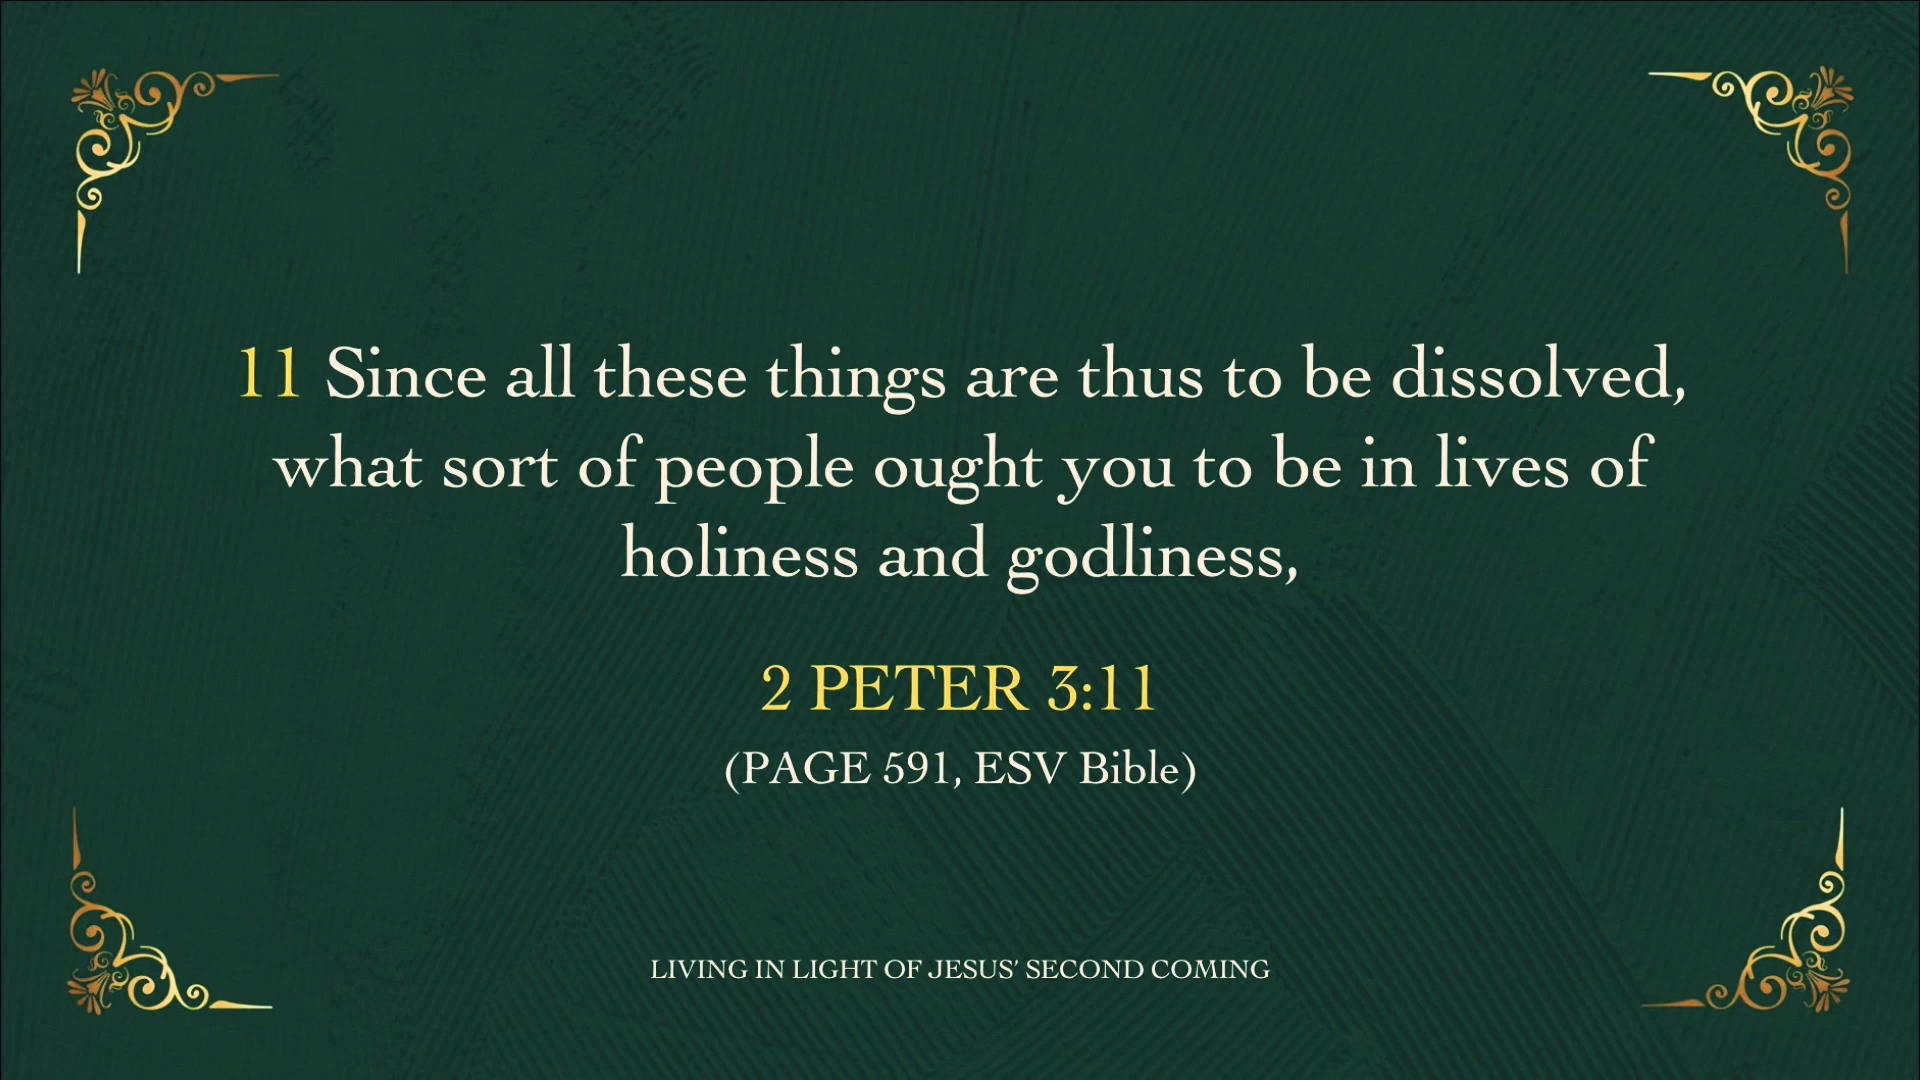 11 Since all these things are thus to be dissolved,
what sort of people ought you to be in lives of
holiness and godliness,
2 PETER 3:11
(PAGE 591, ESV Bible)
LIVING IN LIGHT OF JESUS’ SECOND COMING